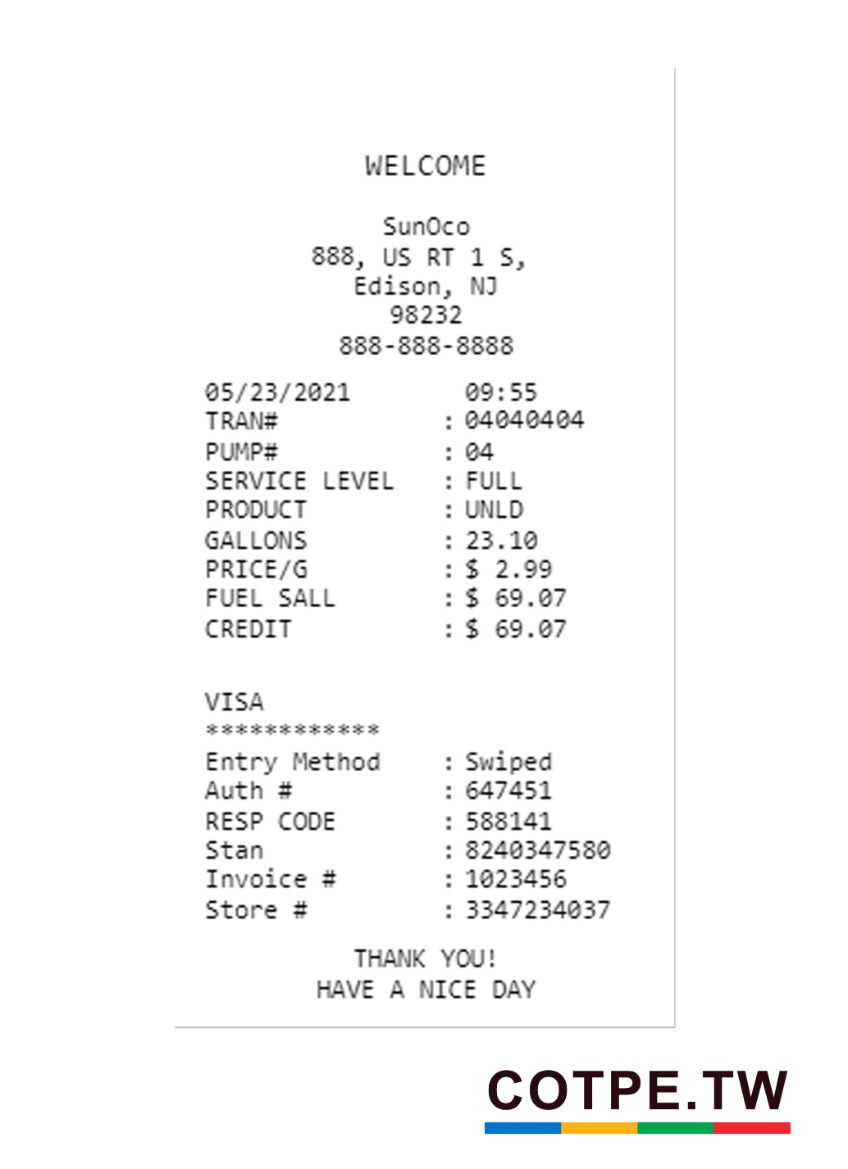 WELCOME
SunOco
888, US RT 1 S,
Edison, NJ
98232
888-888-8888
05/23/2021 09:55
TRAN# : 04040404
PUMP# : 04
SERVICE LEVEL : FULL
PRODUCT : UNLD
GALLONS : 23.10
PRICE/G : $ 2.99
FUEL SALL : $ 69.07
CREDIT : $ 69.07
VISA
************
Entry Method : Swiped
Auth # : 647451
RESP CODE : 588141
Stan : 8240347580
Invoice # : 1023456
Store # : 3347234037
THANK YOU!
HAVE A NICE DAY
COTPE.TW